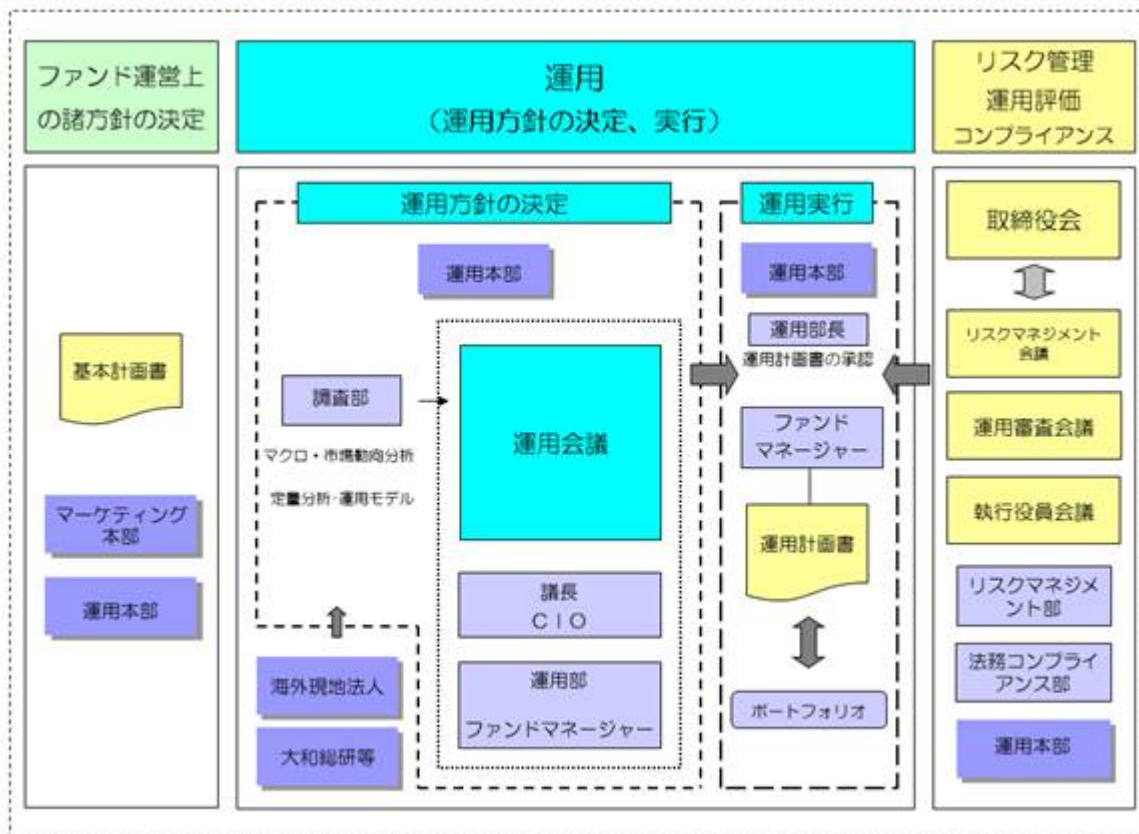 ファンド運営上
の諸方針の決定
運用
（運用方針の決定、実行）
リスク管理
運用評価
コンプライアンス
基本計画書
マーケティング
本部
運用本部
運用方針の決定
運用本部
調査部
マクロ・市場動向分析
定量分析・運用モデル
運用会議
議長
ＣＩＯ
運用部
ファンドマネージャー
海外現地法人
大和総研等
運用実行
運用本部
運用部長
運用計画書の承認
ファンド
マネージャー
運用計画書
ポートフォリオ
取締役会
リスクマネジメント
会議
運用審査会議
執行役員会議
リスクマネジメ
ント部
法務コンプライ
アンス部
運用本部